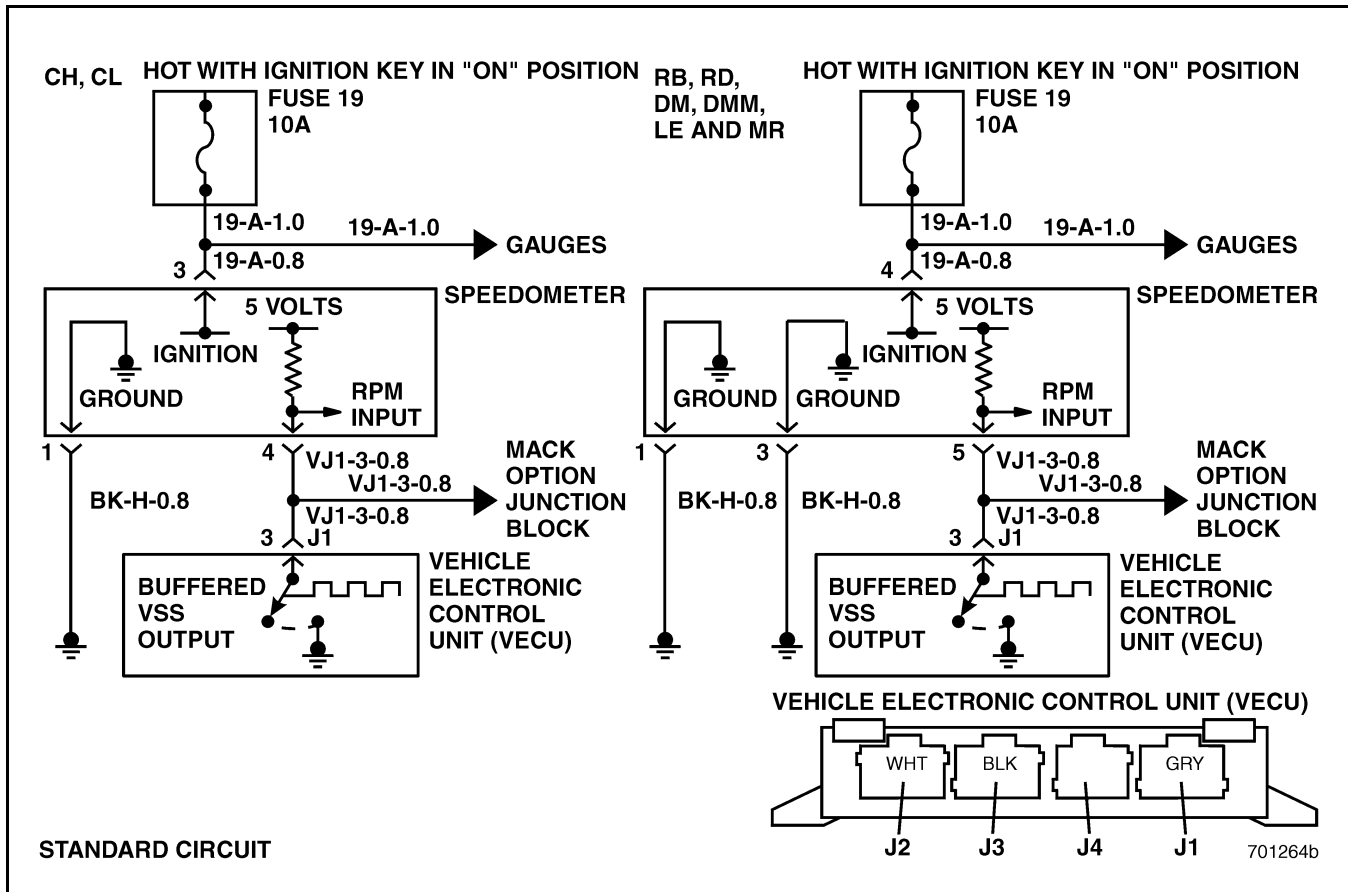 CH, CL
HOT WITH IGNITION KEY IN "ON" POSITION
FUSE 19
10A
19-A-1.0
19-A-1.0
GAUGES
19-A-0.8
3
SPEEDOMETER
5 VOLTS
IGNITION
GROUND
RPM
INPUT
1
4
VJ1-3-0.8
VJ1-3-0.8
VJ1-3-0.8
MACK
OPTION
JUNCTION
BLOCK
BK-H-0.8
3
J1
BUFFERED
VSS
OUTPUT
VEHICLE
ELECTRONIC
CONTROL
UNIT (VECU)
RB, RD,
DM, DMM,
LE AND MR
HOT WITH IGNITION KEY IN "ON" POSITION
FUSE 19
10A
19-A-1.0
19-A-1.0
GAUGES
19-A-0.8
4
SPEEDOMETER
5 VOLTS
IGNITION
GROUND
GROUND
RPM
INPUT
1
3
5
VJ1-3-0.8
VJ1-3-0.8
VJ1-3-0.8
MACK
OPTION
JUNCTION
BLOCK
BK-H-0.8
BK-H-0.8
3
J1
BUFFERED
VSS
OUTPUT
VEHICLE
ELECTRONIC
CONTROL
UNIT (VECU)
VEHICLE ELECTRONIC CONTROL UNIT (VECU)
WHT
BLK
GRY
J2
J3
J4
J1
STANDARD CIRCUIT
701264b